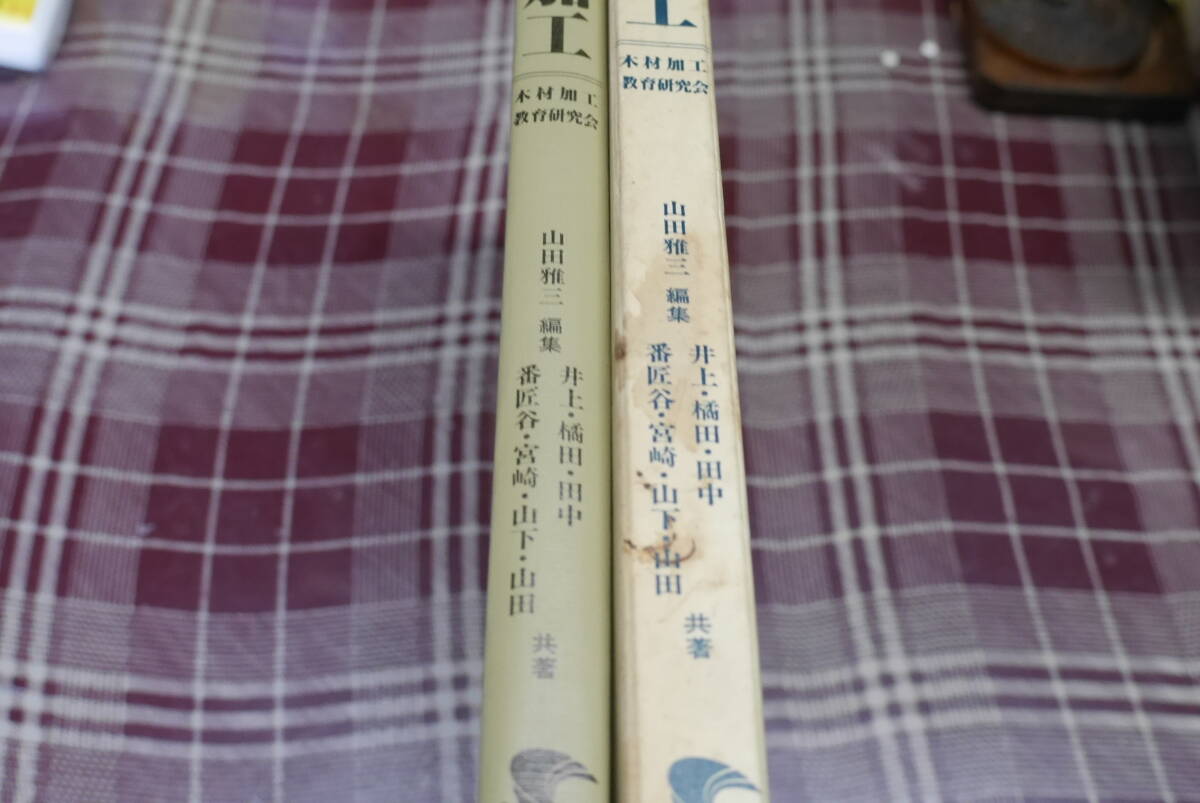 加工
木材加工
教育研究会
山田雅三 編集
井上・橘田・田中
番匠谷・宮崎・山下・山田
共著
工
木材加工
教育研究会
山田雅三 編集
井上・橘田・田中
番匠谷・宮崎・山下・山田
共著